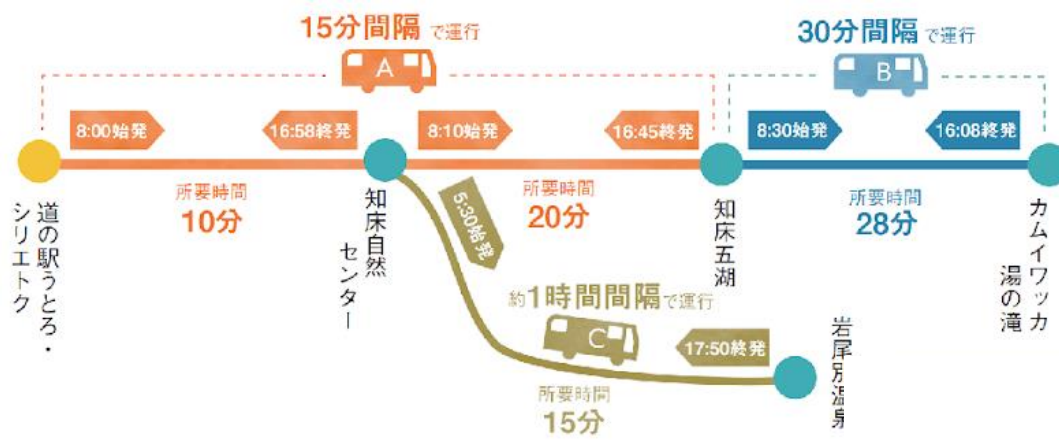 15分間隔で運行
A
30分間隔で運行
B
8:00始発
16:58終発
8:10始発
16:45終発
8:30始発
16:08終発
所要時間
10分
所要時間
20分
所要時間
28分
道の駅うとろ・
シリエトク
知床自然
センター
5:30始発
知床五湖
カムイワッカ
湯の滝
約1時間間隔で運行
C
17:50終発
岩尾別温泉
所要時間
15分